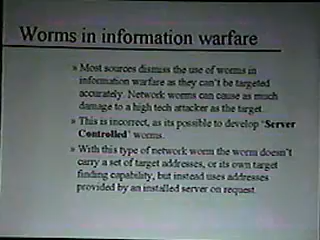 Worms in information warfare
» Most sources dismiss the use of worms in
information warfare as they can't be targeted
accurately. Network worms can cause as much
damage to a high tech attacker as the target.
» This is incorrect, as its possible to develop 'Server
Controlled' worms.
» With this type of network worm the worm doesn't
carry a set of target addresses, or its own target
finding capability, but instead uses addresses
provided by an installed server on request.